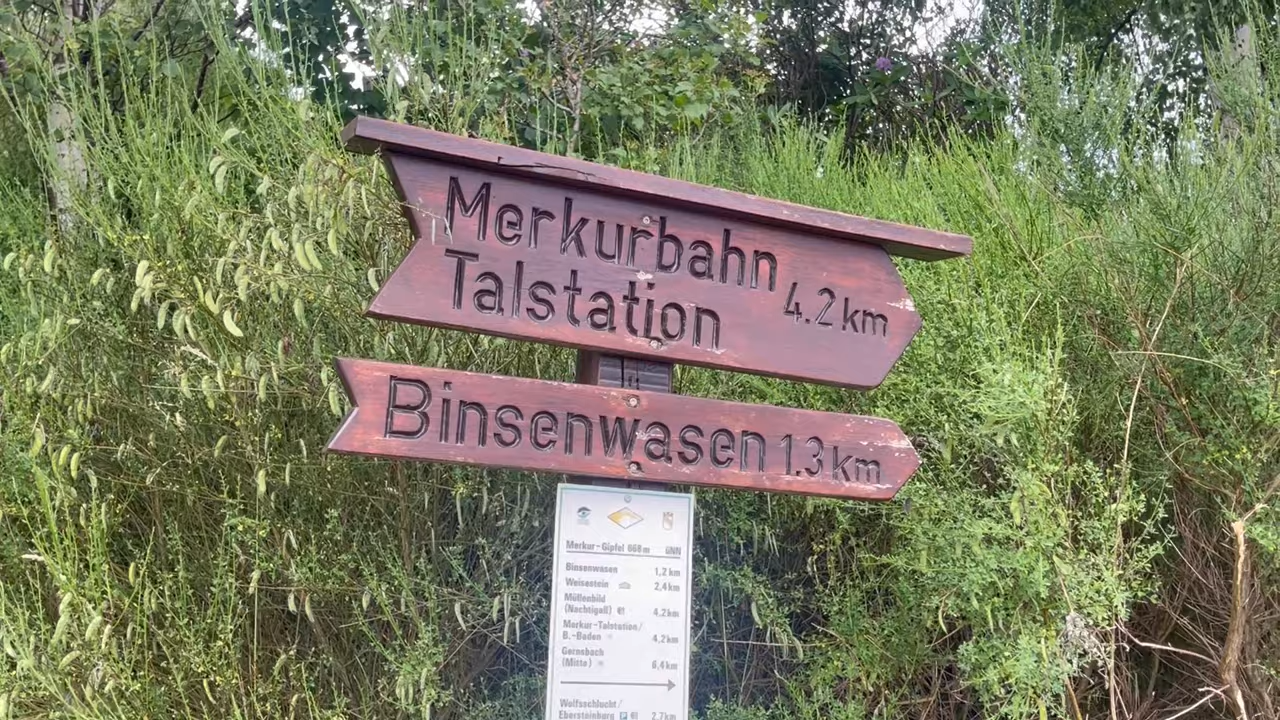 Merkurbahn
Talstation 4.2 km
Binsenwasen 1.3 km
Merkur-Gipfel 668m üNN
Binsenwasen 1,2 km
Weisestein 2,4 km
Müllenbild
(Nachtigall) 4,2 km
Merkur-Talstation/
B.-Baden 4,2 km
Gernsbach
(Mitte) 6,4 km
Wolfsschlucht/
Ebersteinburg P 2,7 km